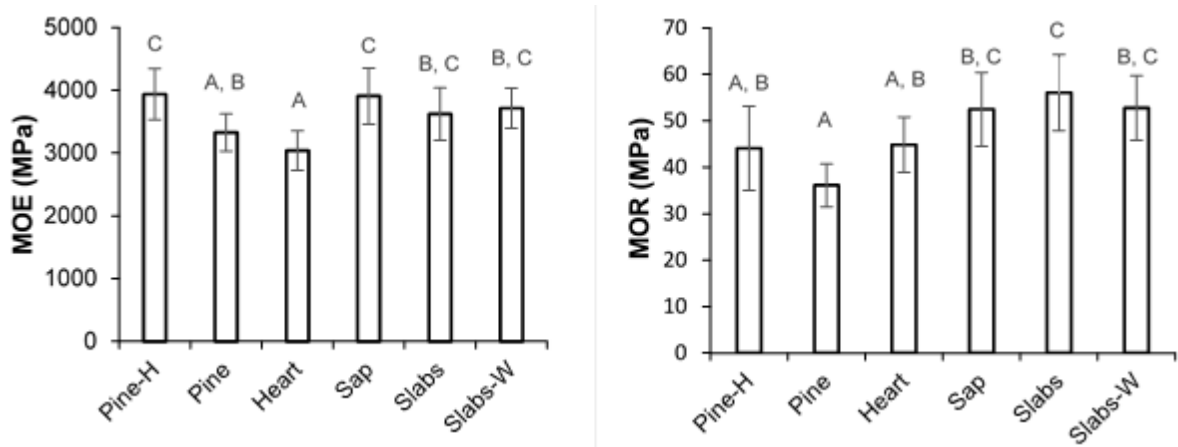 5000
4000
3000
2000
1000
0
MOE (MPa)
C
A, B
A
C
B, C
B, C
Pine-H
Pine
Heart
Sap
Slabs
Slabs-W
70
60
50
40
30
20
10
0
MOR (MPa)
A, B
A
A, B
B, C
C
B, C
Pine-H
Pine
Heart
Sap
Slabs
Slabs-W